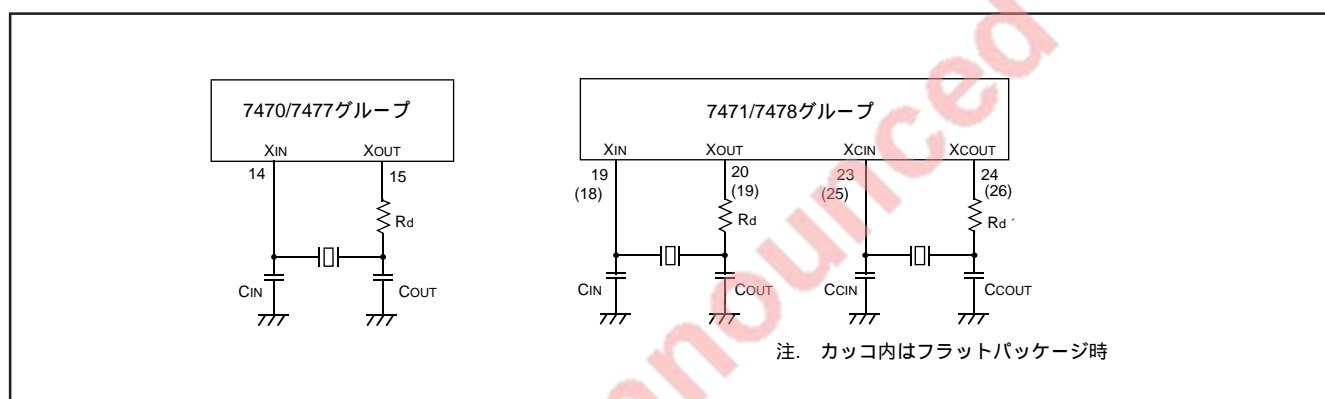 7470/7477グループ
XIN
XOUT
14
15
Rd
CIN
COUT
7471/7478グループ
XIN
XOUT
XCIN
XCOUT
19
(18)
20
(19)
23
(25)
24
(26)
Rd
Rd´
CIN
COUT
CCIN
CCOUT
注. カッコ内はフラットパッケージ時